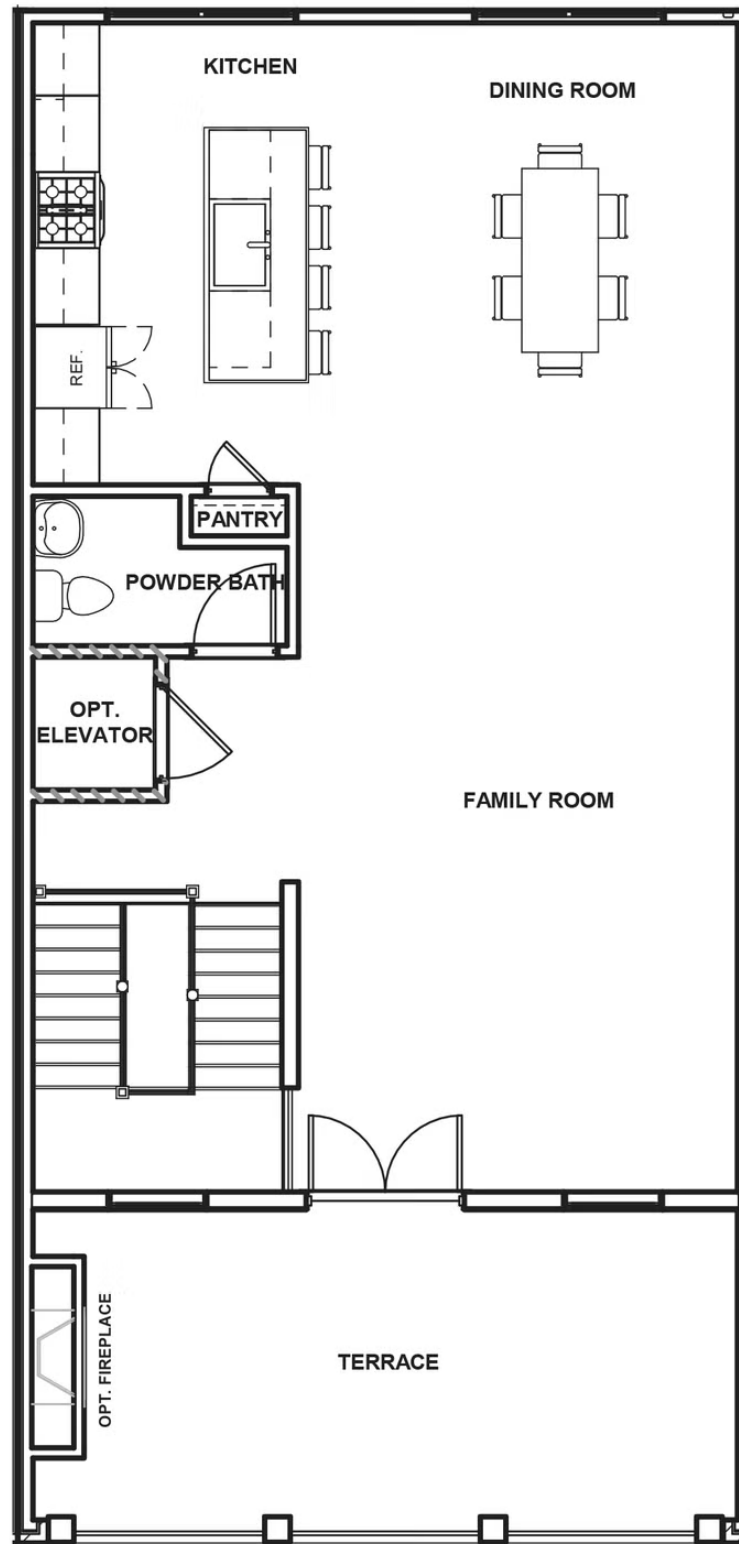 KITCHEN
DINING ROOM
REF.
PANTRY
POWDER BATH
OPT.
ELEVATOR
FAMILY ROOM
OPT. FIREPLACE
TERRACE